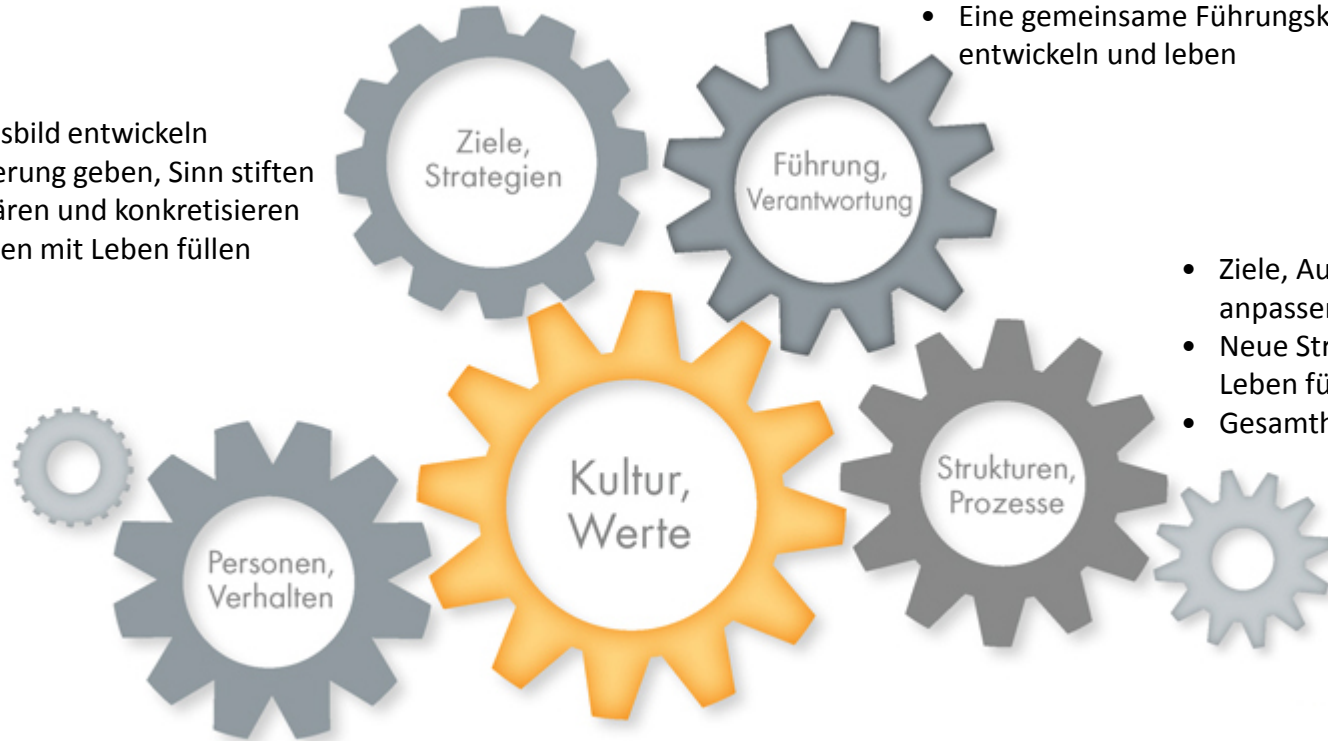 • Eine gemeinsame Führungsk
entwickeln und leben
sbild entwickeln
erung geben, Sinn stiften
ären und konkretisieren
en mit Leben füllen
Ziele,
Strategien
Führung,
Verantwortung
• Ziele, Au
anpassen
• Neue Str
Leben fü
• Gesamth
Kultur,
Werte
Strukturen,
Prozesse
Personen,
Verhalten